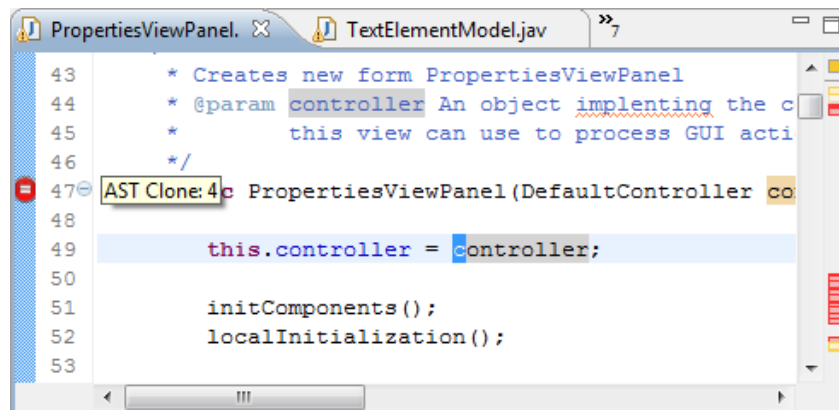 PropertiesViewPanel. TextElementModel.jav »7
43 * Creates new form PropertiesViewPanel
44 * @param controller An object implenting the c
45 * this view can use to process GUI acti
46 */
47 AST Clone: 4 c PropertiesViewPanel(DefaultController co
48
49 this.controller = controller;
50
51 initComponents();
52 localInitialization();
53